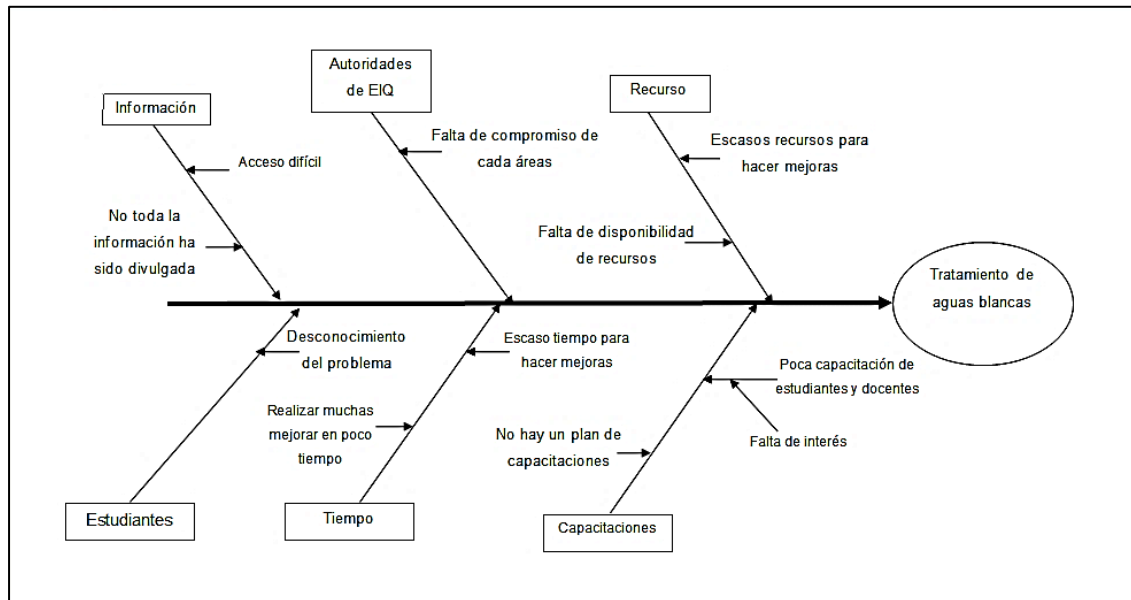 Autoridades
de EIQ
Información
Recurso
Falta de compromiso de
cada áreas
Escasos recursos para
hacer mejoras
Acceso difícil
No toda la
información ha
sido divulgada
Falta de disponibilidad
de recursos
Tratamiento de
aguas blancas
Desconocimiento
del problema
Escaso tiempo para
hacer mejoras
Poca capacitación de
estudiantes y docentes
Realizar muchas
mejorar en poco
tiempo
No hay un plan de
capacitaciones
Falta de interés
Estudiantes
Tiempo
Capacitaciones